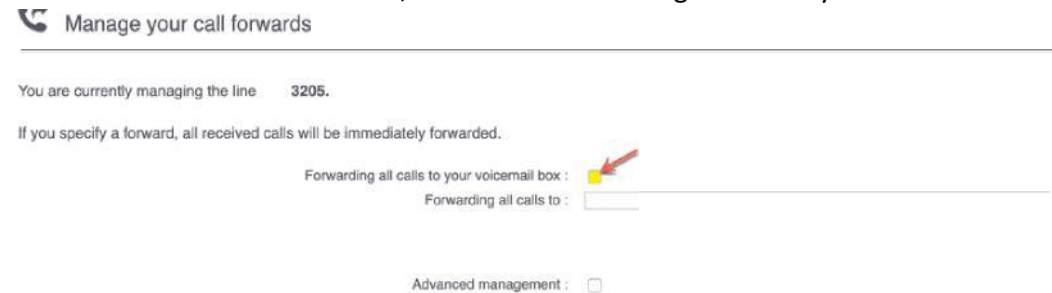 Manage your call forwards
You are currently managing the line 3205.
If you specify a forward, all received calls will be immediately forwarded.
Forwarding all calls to your voicemail box :
Forwarding all calls to :
Advanced management :